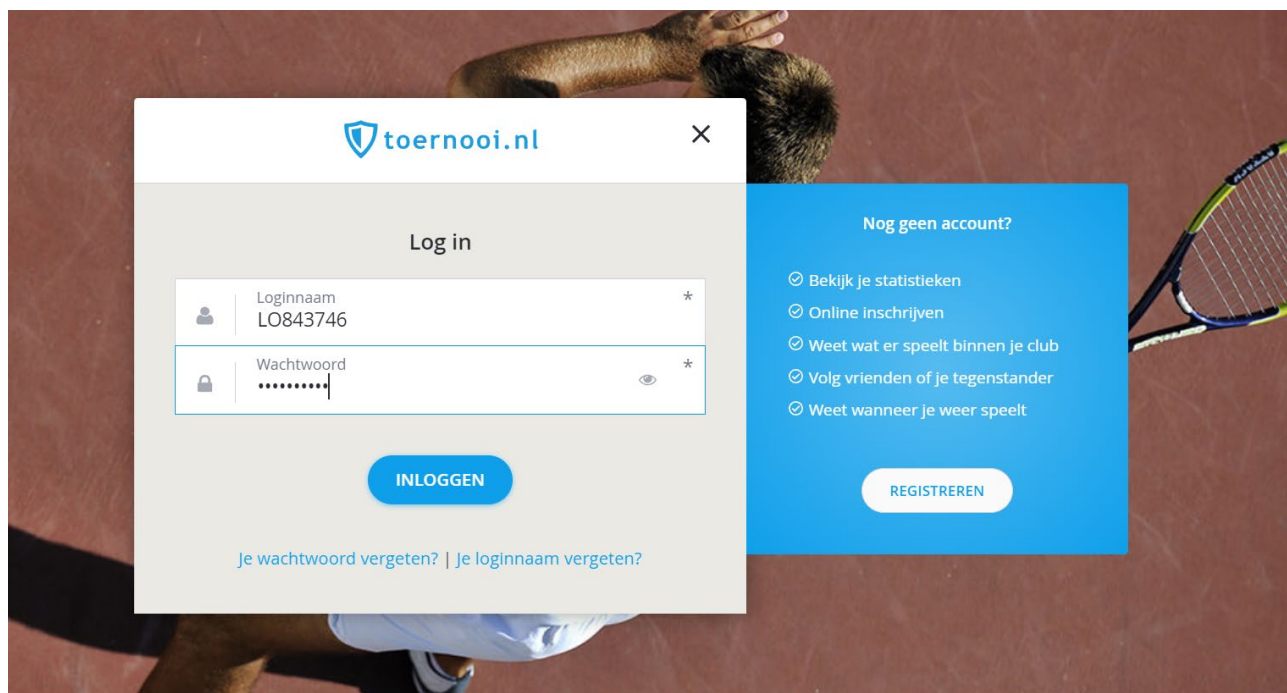 toernooi.nl
Log in
Loginnaam
*
LO843746
Wachtwoord
*
••••••••••
INLOGGEN
Je wachtwoord vergeten? | Je loginnaam vergeten?
Nog geen account?
Bekijk je statistieken
Online inschrijven
Weet wat er speelt binnen je club
Volg vrienden of je tegenstander
Weet wanneer je weer speelt
REGISTREREN